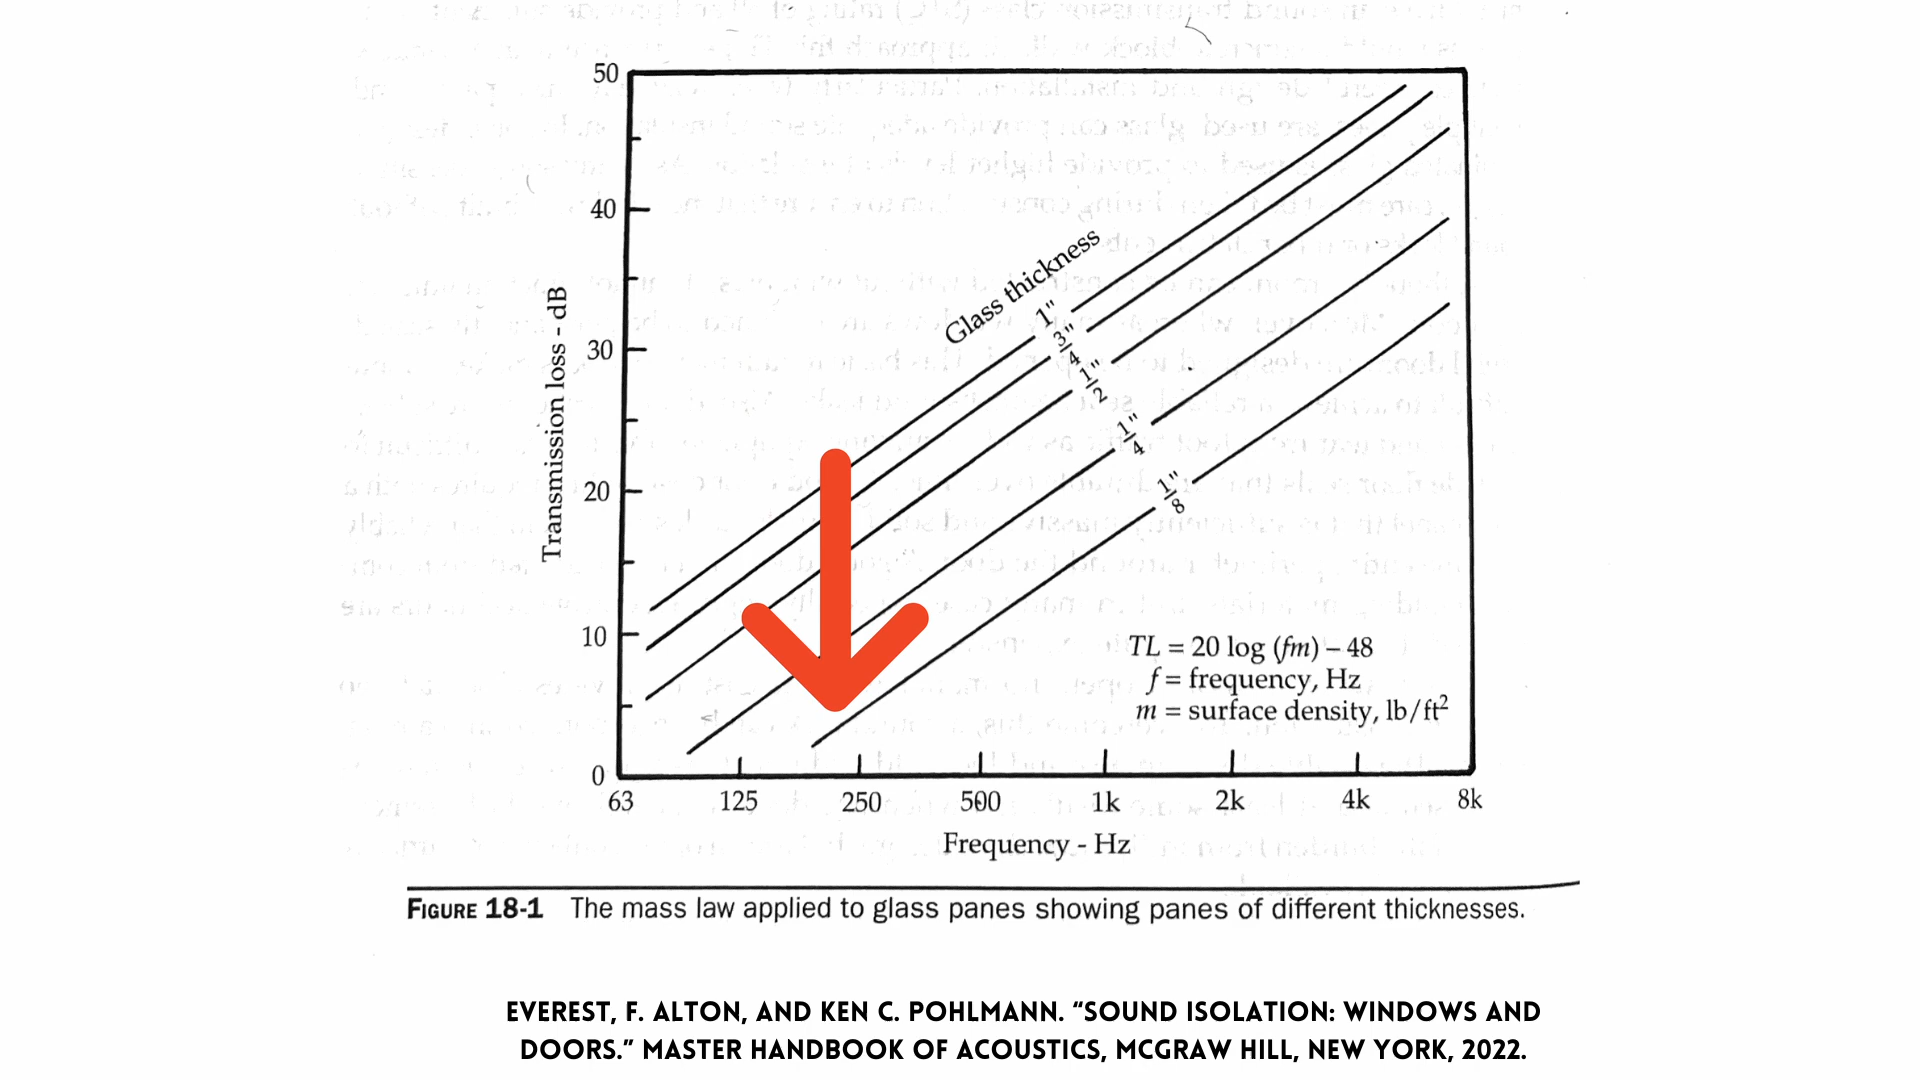 50
40
30
20
10
0
Transmission loss - dB
Glass thickness
1"
3/4"
1/2"
1/4"
1/8"
TL = 20 log (fm) – 48
f = frequency, Hz
m = surface density, lb/ft²
63 125 250 500 1k 2k 4k 8k
Frequency - Hz
FIGURE 18-1 The mass law applied to glass panes showing panes of different thicknesses.
EVEREST, F. ALTON, AND KEN C. POHLMANN. “SOUND ISOLATION: WINDOWS AND
DOORS.” MASTER HANDBOOK OF ACOUSTICS, MCGRAW HILL, NEW YORK, 2022.